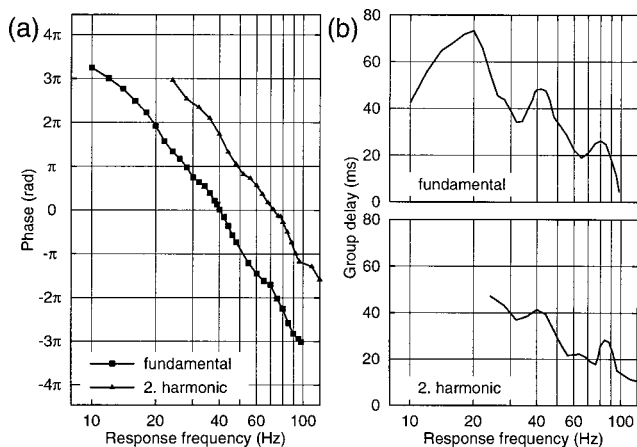 (a)
4π
3π
2π
π
0
-π
-2π
-3π
-4π
Phase (rad)
fundamental
2. harmonic
10 20 40 60 100
Response frequency (Hz)
(b)
80
60
40
20
0
fundamental
Group delay (ms)
80
60
40
20
0
2. harmonic
10 20 40 60 100
Response frequency (Hz)